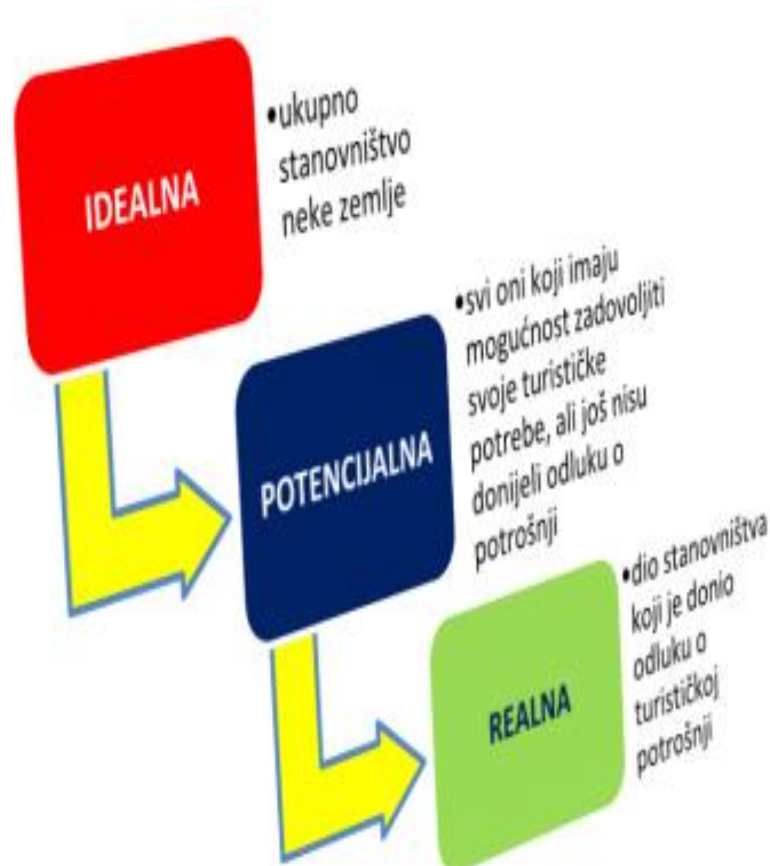 IDEALNA
•ukupno
stanovništvo
neke zemlje
POTENCIJALNA
•svi oni koji imaju
mogućnost zadovoljiti
svoje turističke
potrebe, ali još nisu
donijeli odluku o
potrošnji
REALNA
•dio stanovništva
koji je donio
odluku o
turističkoj
potrošnji